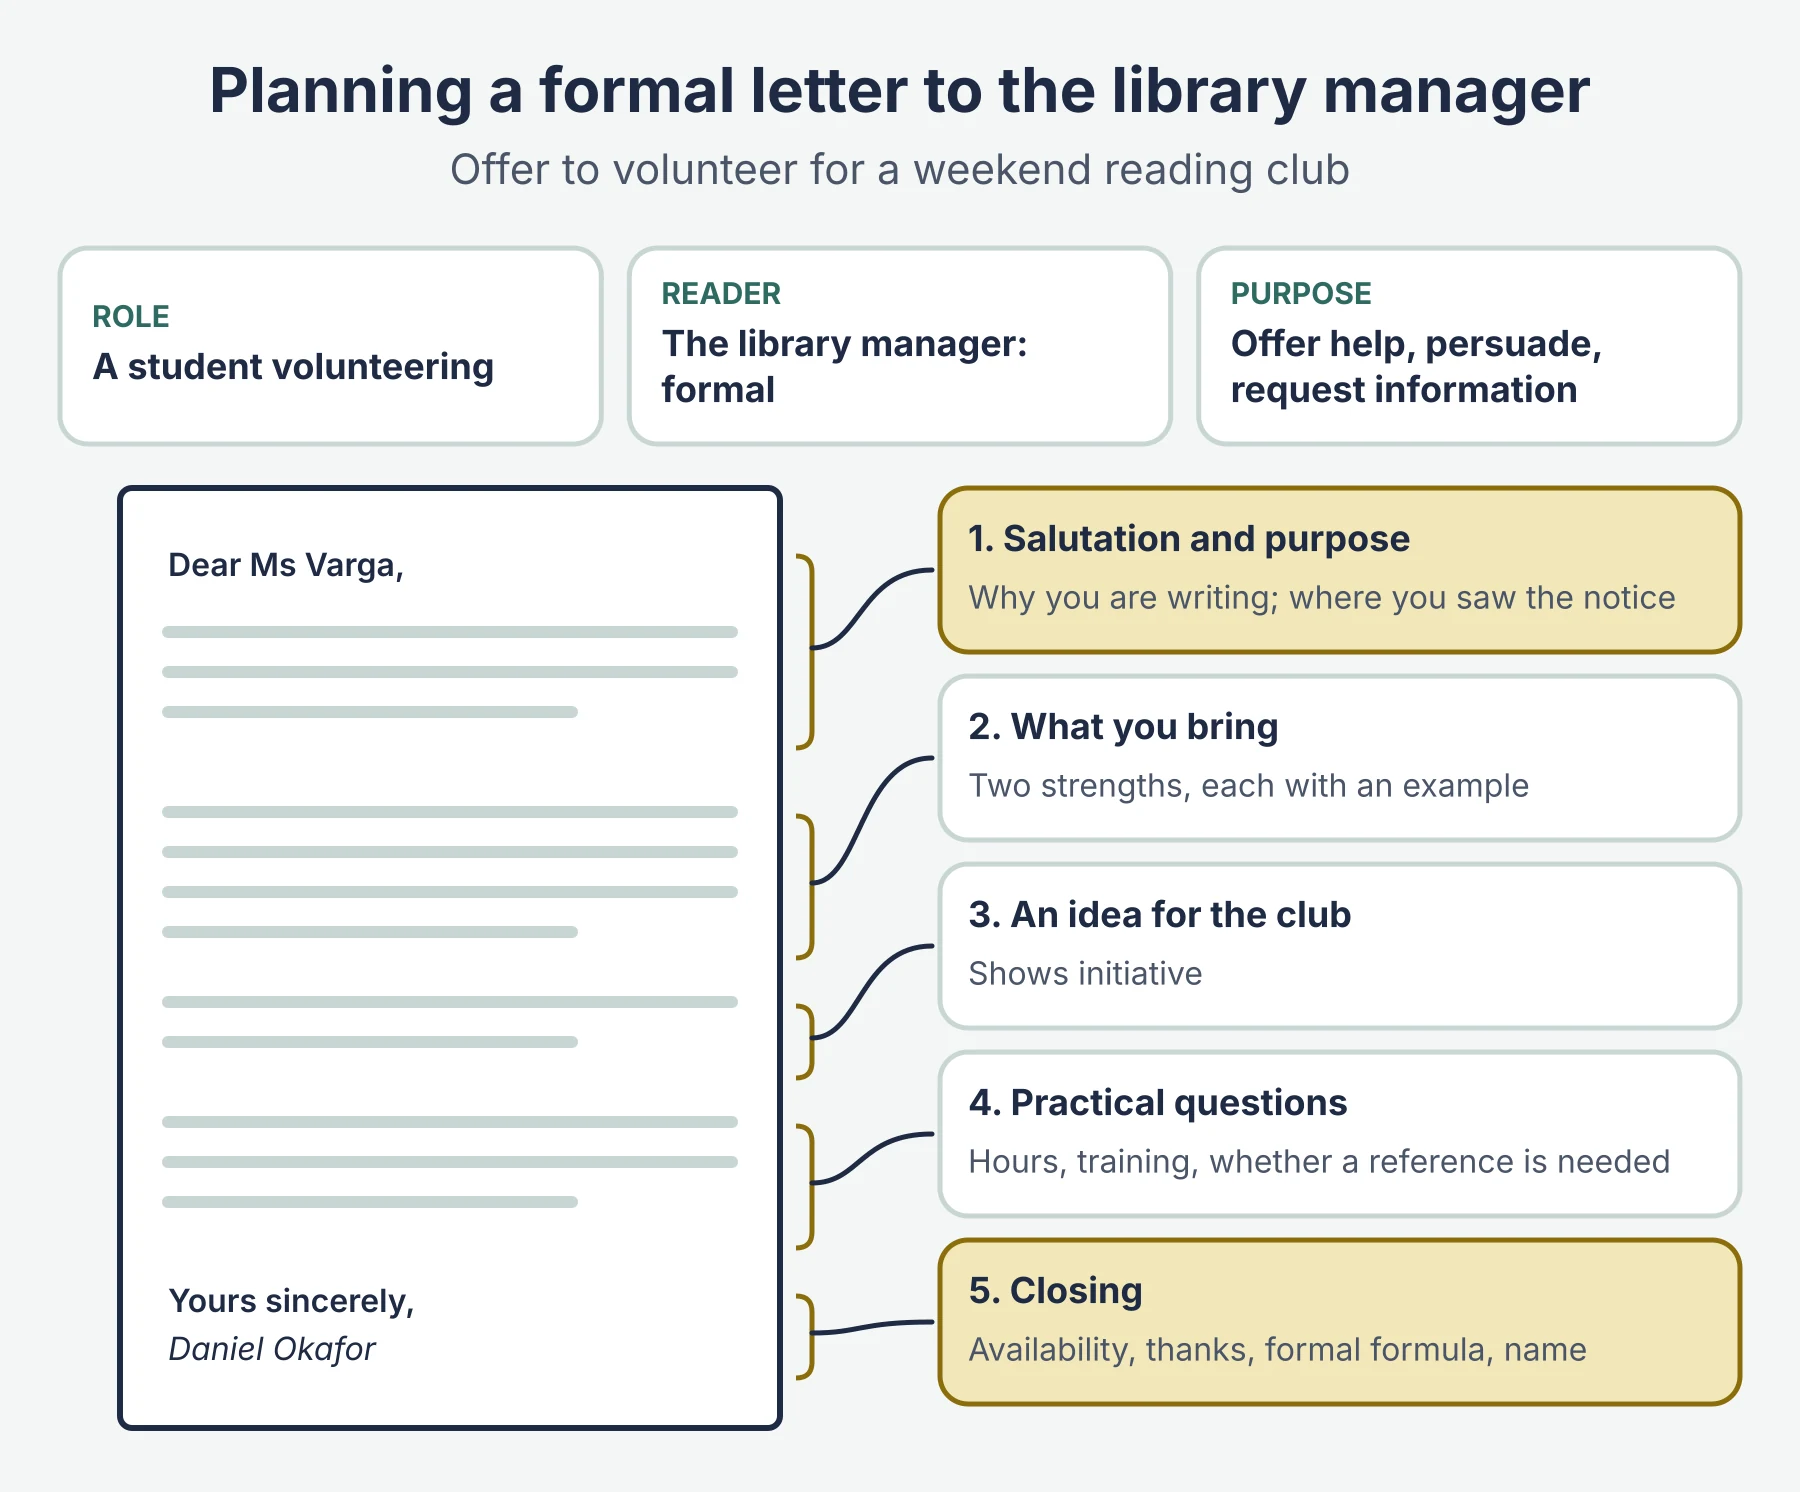 Planning a formal letter to the library manager
Offer to volunteer for a weekend reading club
ROLE
A student volunteering
READER
The library manager:
formal
PURPOSE
Offer help, persuade,
request information
Dear Ms Varga,
Yours sincerely,
Daniel Okafor
1. Salutation and purpose
Why you are writing; where you saw the notice
2. What you bring
Two strengths, each with an example
3. An idea for the club
Shows initiative
4. Practical questions
Hours, training, whether a reference is needed
5. Closing
Availability, thanks, formal formula, name